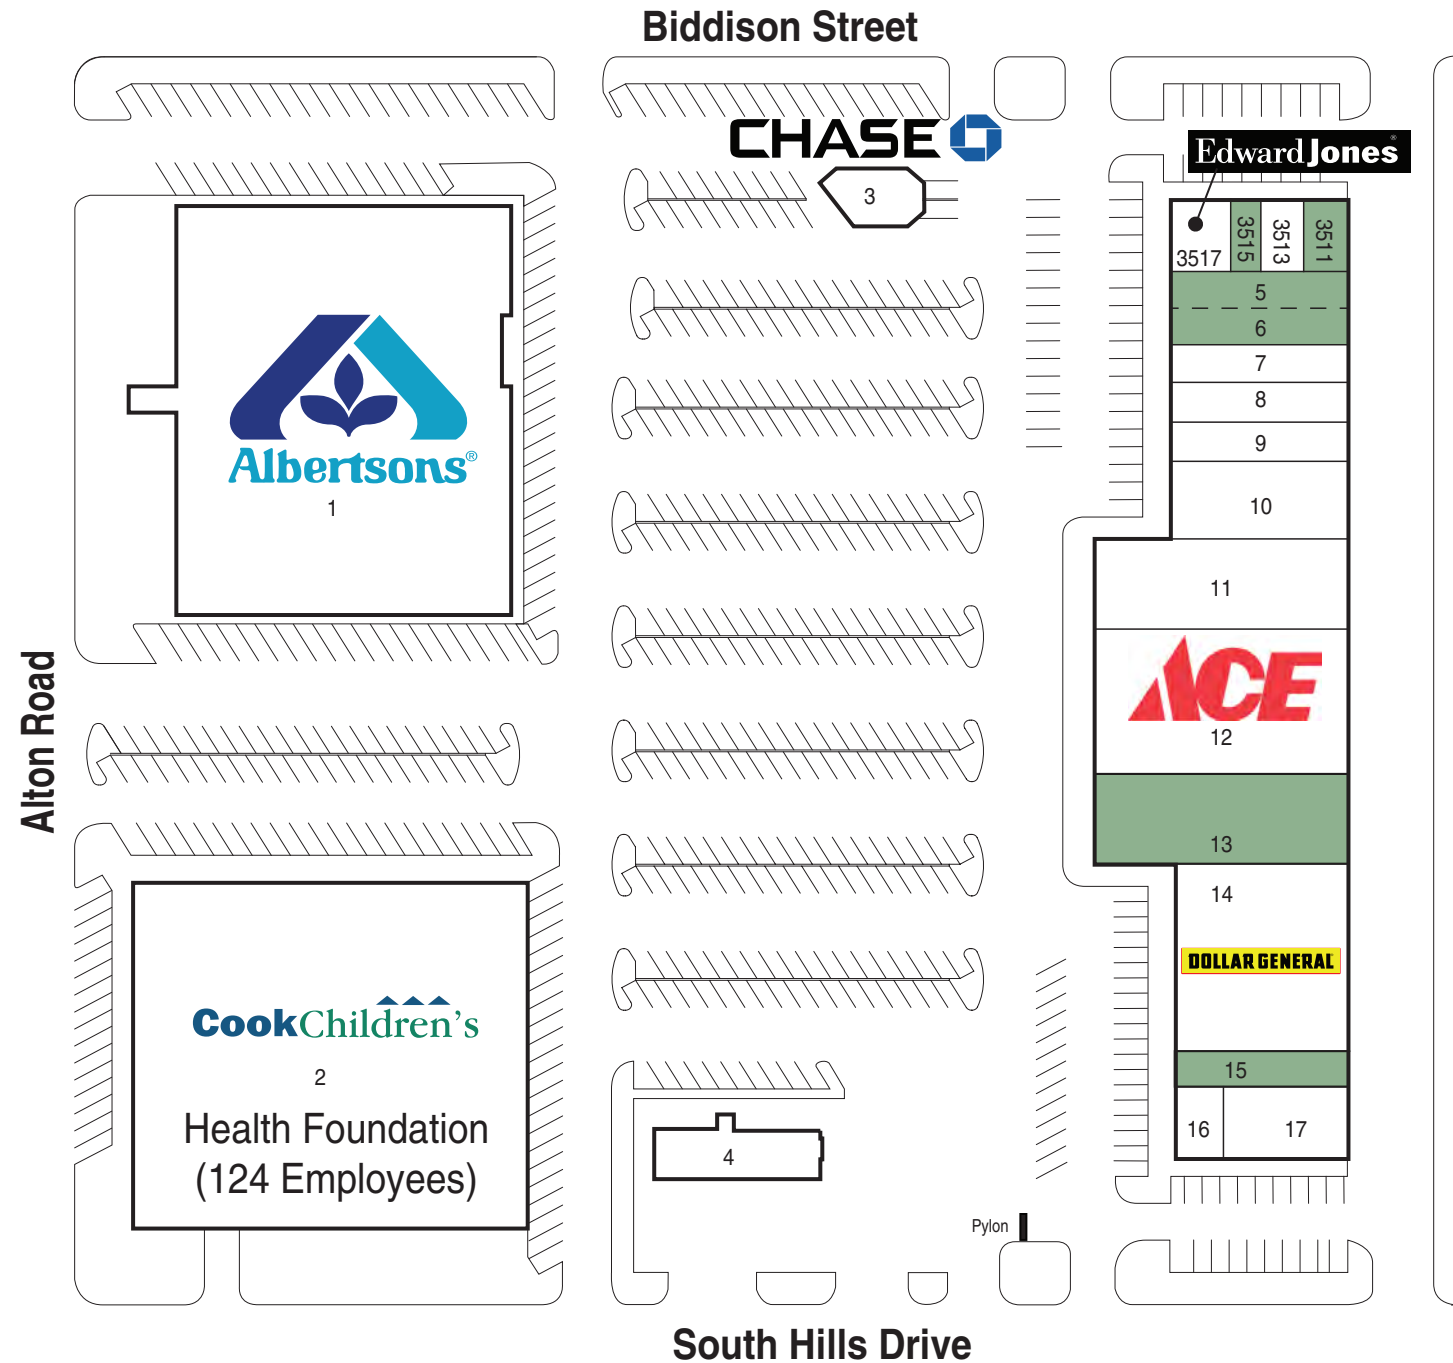 Biddison Street
CHASE
EdwardJones®
3
3517
3515
3513
3511
5
6
7
8
9
10
11
ACE
12
13
14
DOLLAR GENERAL
15
16
17
Albertsons®
1
Alton Road
CookChildren's
2
Health Foundation
(124 Employees)
4
Pylon
South Hills Drive